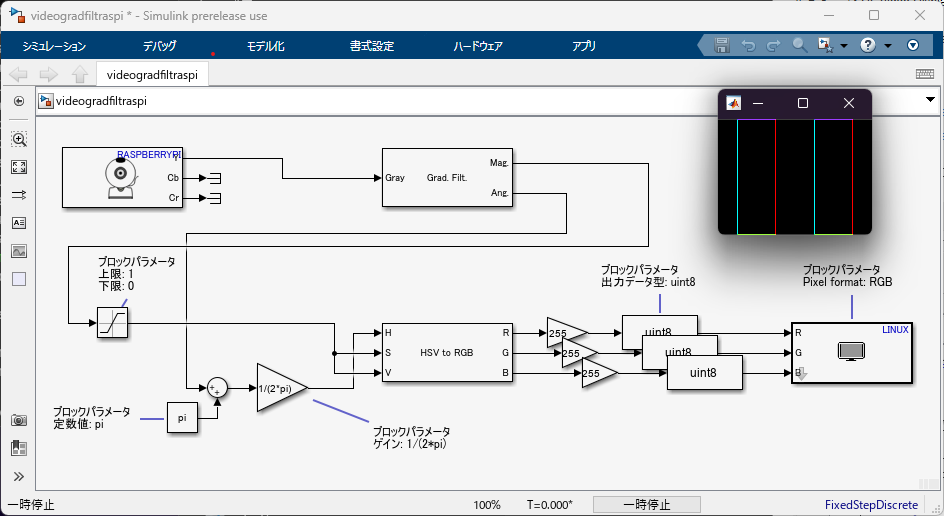 videogradfiltraspi * - Simulink prerelease use
シミュレーション デバッグ モデル化 書式設定 ハードウェア アプリ
videogradfiltraspi
videogradfiltraspi
RASPBERRYPI
Y
Cb
Cr
Gray
Grad. Filt.
Mag.
Ang.
ブロックパラメータ
上限: 1
下限: 0
ブロックパラメータ
出力データ型: uint8
ブロックパラメータ
Pixel format: RGB
H
S
V
HSV to RGB
R
G
B
255
255
255
uint8
uint8
uint8
LINUX
R
G
B
1/(2*pi)
pi
ブロックパラメータ
定数値: pi
ブロックパラメータ
ゲイン: 1/(2*pi)
一時停止 100% T=0.000* 一時停止 FixedStepDiscrete